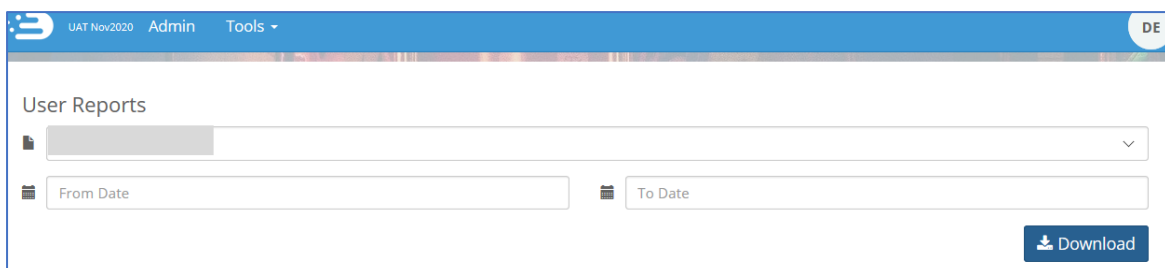 UAT Nov2020 Admin Tools DE
User Reports
From Date To Date
Download